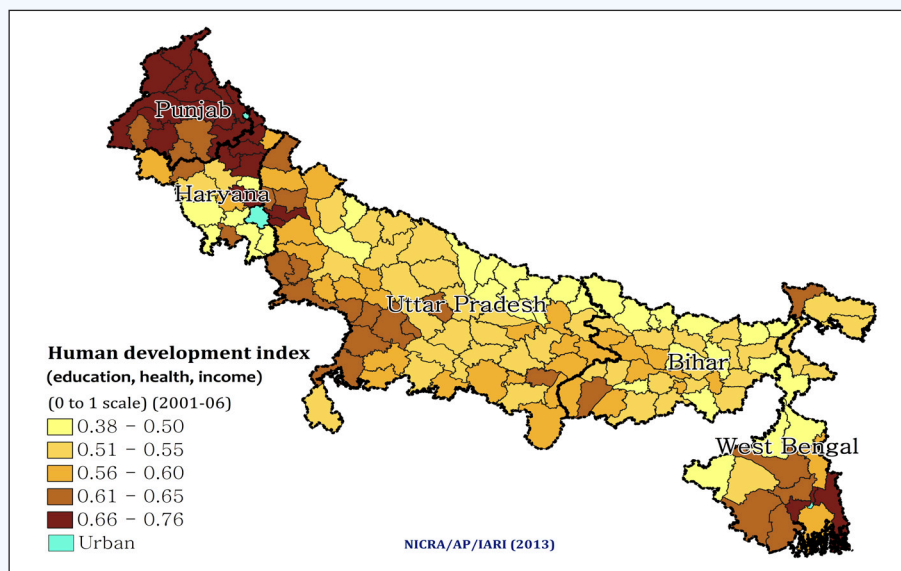 Punjab
Haryana
Uttar Pradesh
Bihar
West Bengal
Human development index
(education, health, income)
(0 to 1 scale) (2001-06)
0.38 - 0.50
0.51 - 0.55
0.56 - 0.60
0.61 - 0.65
0.66 - 0.76
Urban
NICRA/AP/IARI (2013)